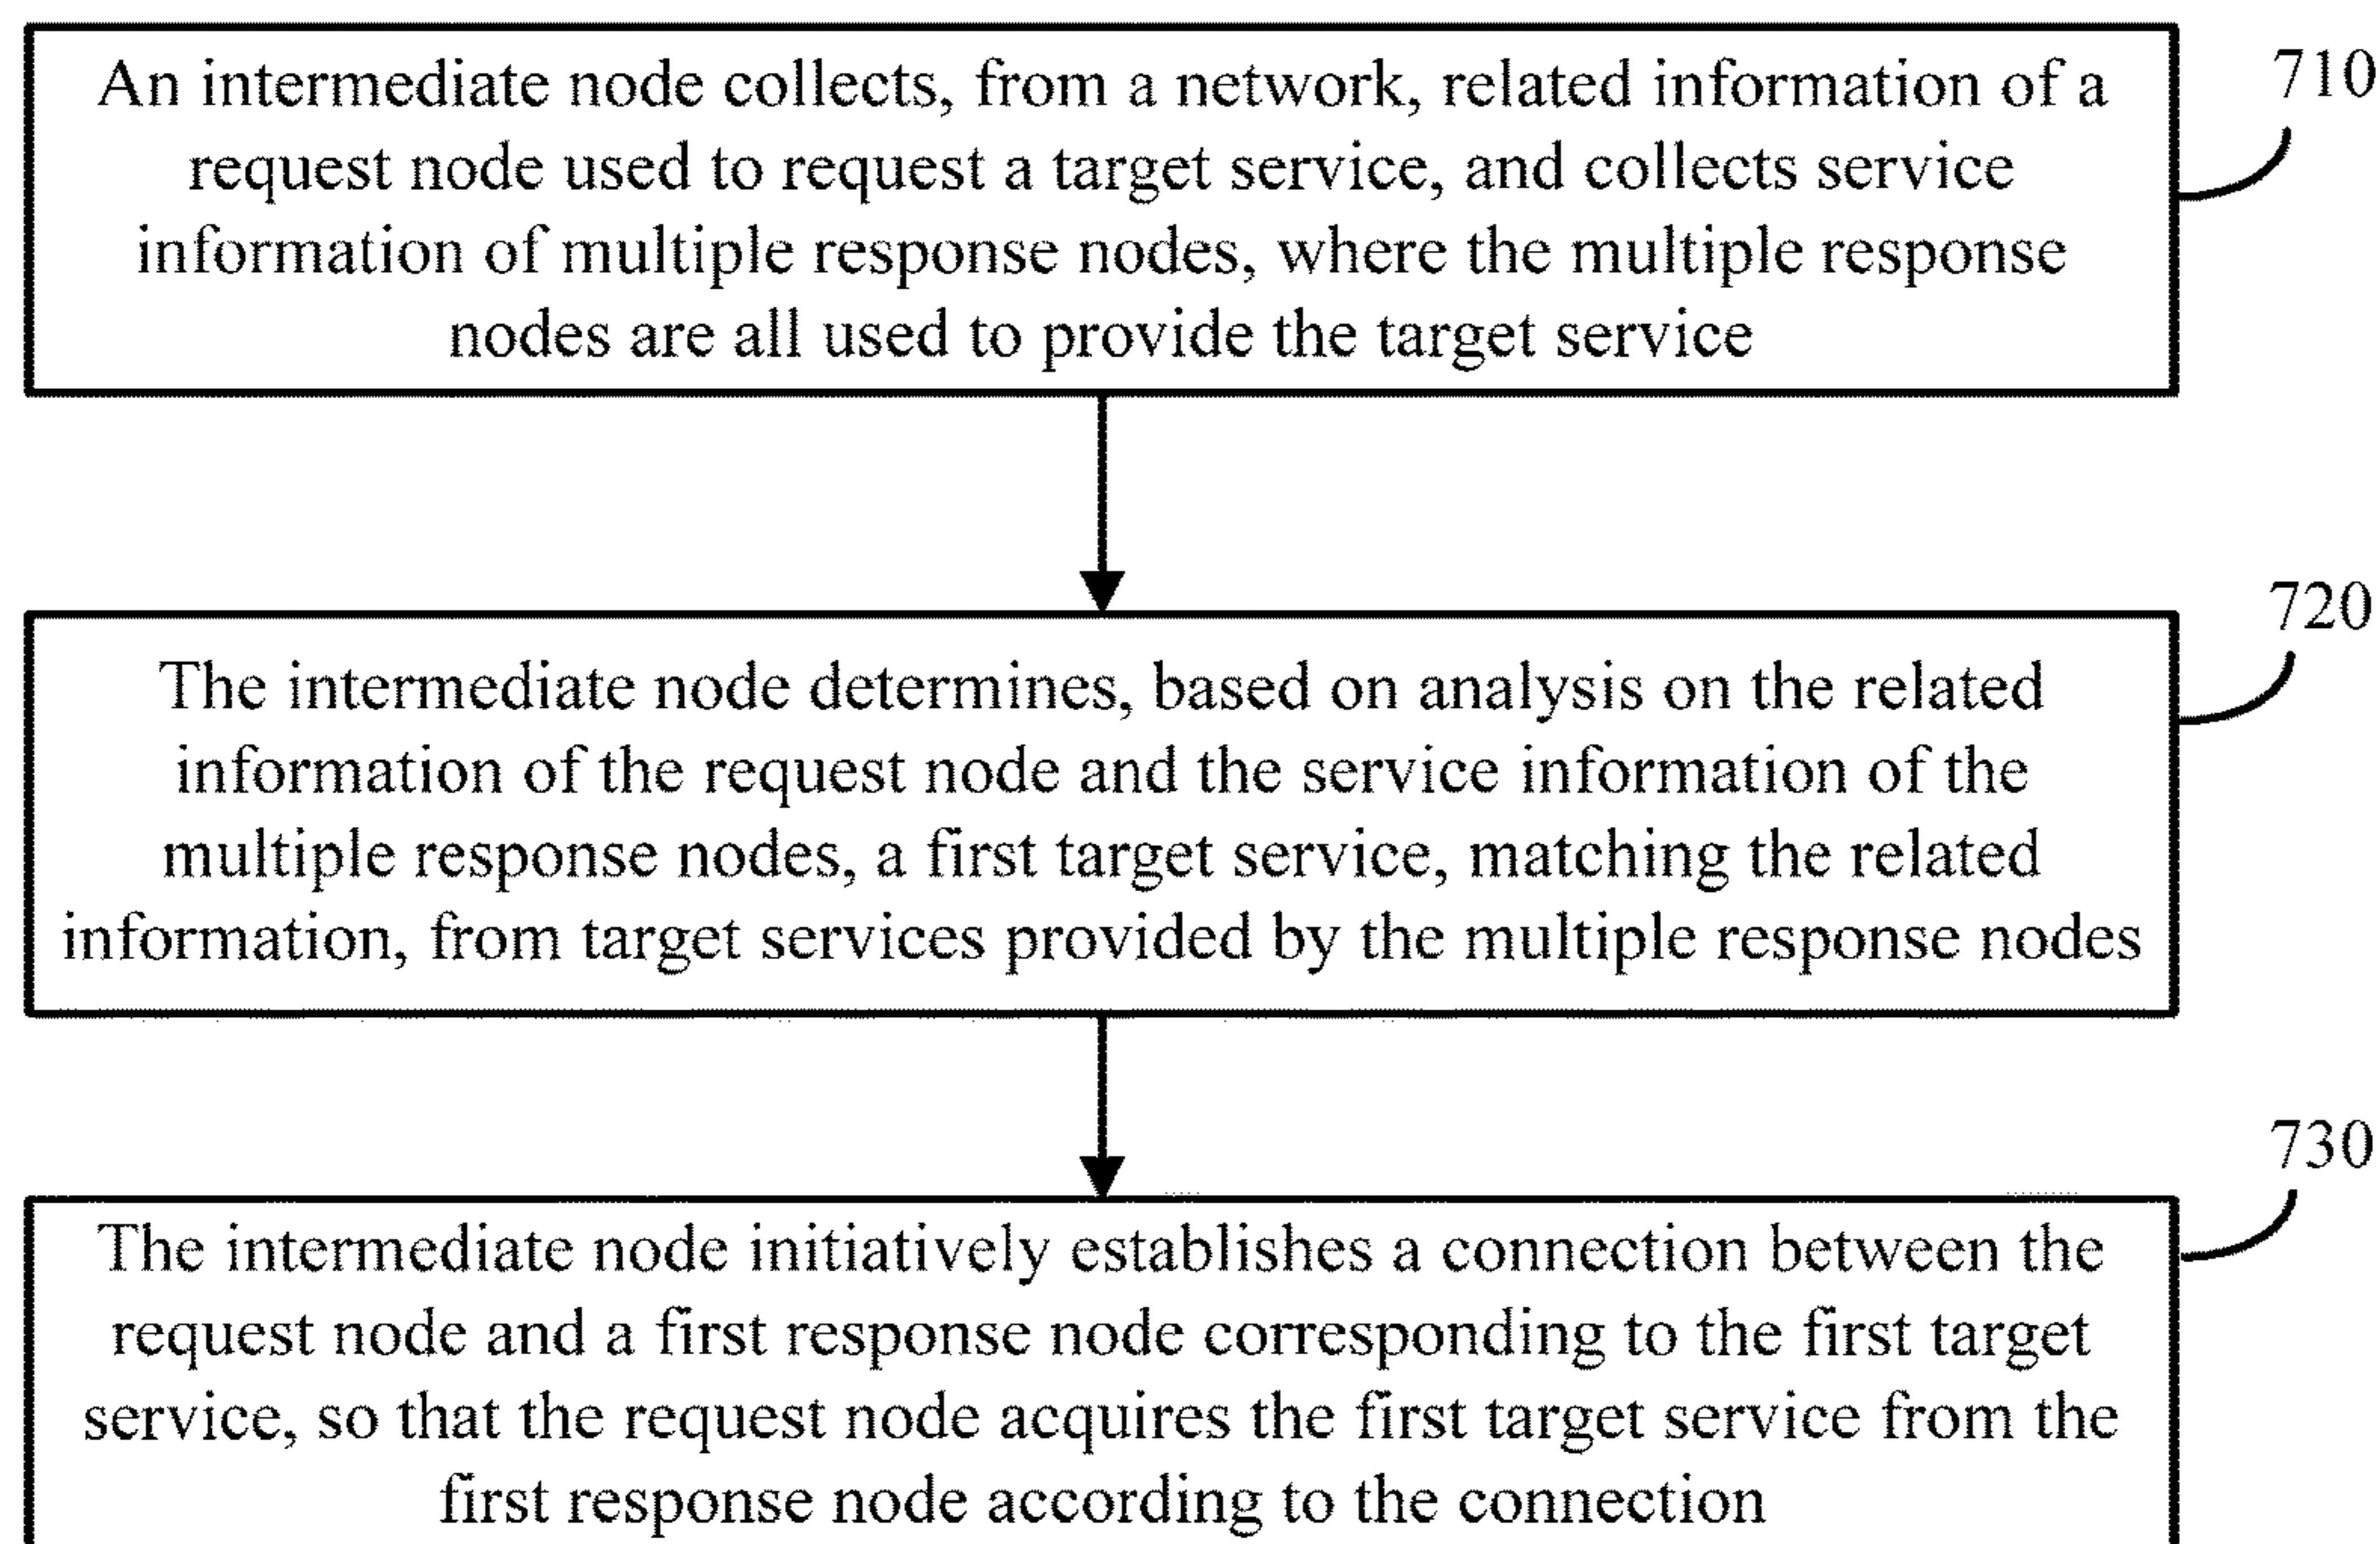 An intermediate node collects, from a network, related information of a
710
request node used to request a target service, and collects service
information of multiple response nodes, where the multiple response
nodes are all used to provide the target service
720
The intermediate node determines, based on analysis on the related
information of the request node and the service information of the
multiple response nodes, a first target service, matching the related
information, from target services provided by the multiple response nodes
730
The intermediate node initiatively establishes a connection between the
request node and a first response node corresponding to the first target
service, so that the request node acquires the first target service from the
first response node according to the connection